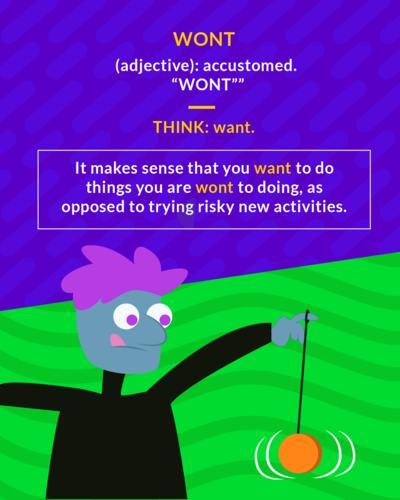 WONT
(adjective): accustomed.
“WONT””
THINK: want.
It makes sense that you want to do
things you are wont to doing, as
opposed to trying risky new activities.